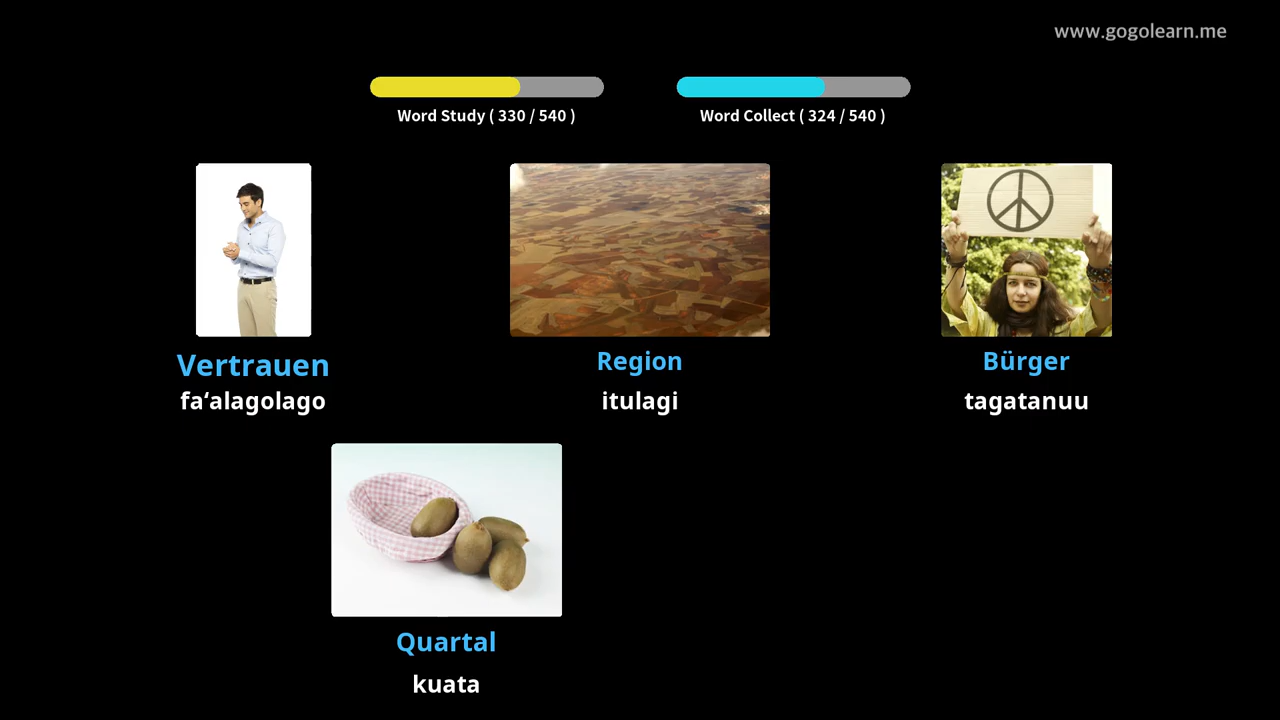 www.gogolearn.me
Word Study ( 330 / 540 )
Word Collect ( 324 / 540 )
Vertrauen
faʻalagolago
Region
itulagi
Bürger
tagatanuu
Quartal
kuata